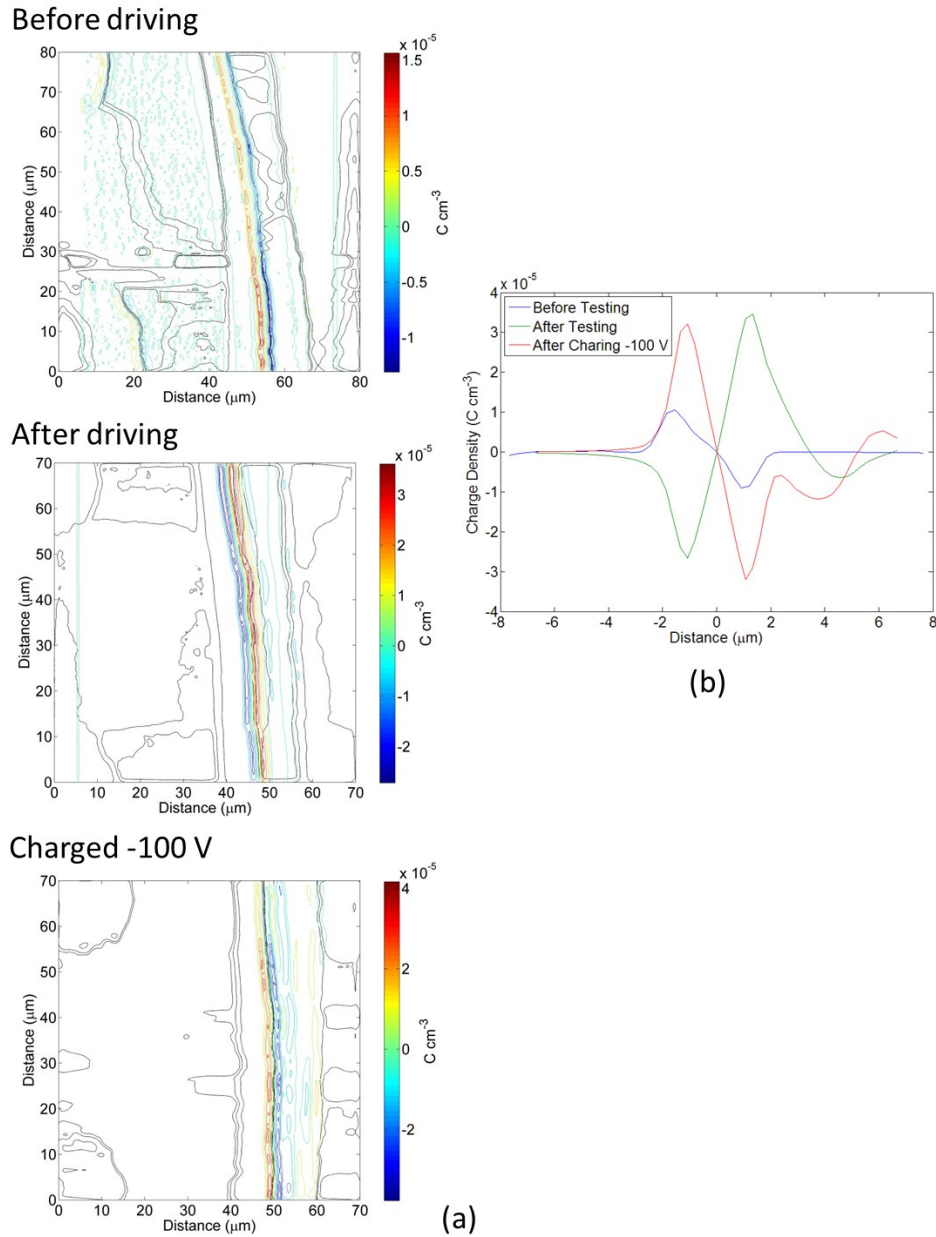 Before driving
x 10⁻⁵
80
70
60
50
40
30
20
10
0
Distance (μm)
0 20 40 60 80
Distance (μm)
1.5
1
0.5
0
-0.5
-1
C cm⁻³
After driving
x 10⁻⁵
70
60
50
40
30
20
10
0
Distance (μm)
0 10 20 30 40 50 60 70
Distance (μm)
3
2
1
0
-1
-2
C cm⁻³
Charged -100 V
x 10⁻⁵
70
60
50
40
30
20
10
0
Distance (μm)
0 10 20 30 40 50 60 70
Distance (μm)
4
2
0
-2
C cm⁻³
(a)
x 10⁻⁵
Before Testing
After Testing
After Charing -100 V
4
3
2
1
0
-1
-2
-3
-4
Charge Density (C cm⁻³)
-8 -6 -4 -2 0 2 4 6 8
Distance (μm)
(b)